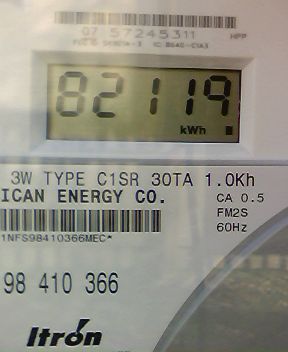 07 57245311 HPP
82119
kWh
3W TYPE C1SR 30TA 1.0Kh
ICAN ENERGY CO. CA 0.5
FM2S
1NFS98410366MEC* 60Hz
98 410 366
Itron